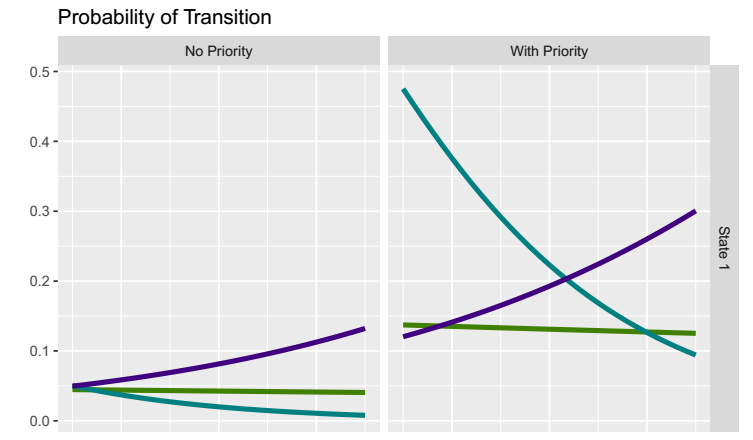 Probability of Transition
No Priority
With Priority
0.5
0.4
0.3
0.2
0.1
0.0
State 1